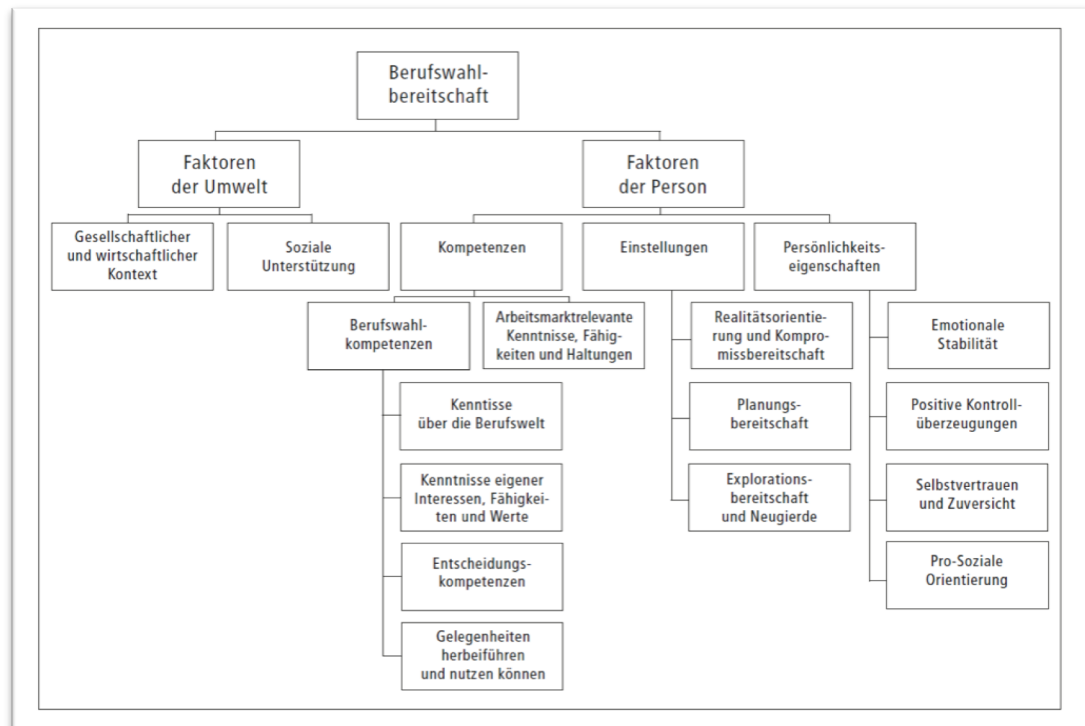 Berufswahl-
bereitschaft
Faktoren
der Umwelt
Faktoren
der Person
Gesellschaftlicher
und wirtschaftlicher
Kontext
Soziale
Unterstützung
Kompetenzen
Einstellungen
Persönlichkeits-
eigenschaften
Berufswahl-
kompetenzen
Arbeitsmarktrelevante
Kenntnisse, Fähig-
keiten und Haltungen
Realitätsorientie-
rung und Kompro-
missbereitschaft
Emotionale
Stabilität
Kenntisse
über die Berufswelt
Planungs-
bereitschaft
Positive Kontroll-
überzeugungen
Kenntnisse eigener
Interessen, Fähigkei-
ten und Werte
Explorations-
bereitschaft
und Neugierde
Selbstvertrauen
und Zuversicht
Entscheidungs-
kompetenzen
Pro-Soziale
Orientierung
Gelegenheiten
herbeiführen
und nutzen können